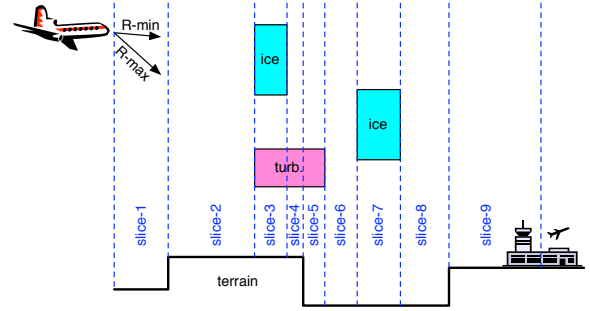 R-min
R-max
ice
ice
turb.
slice-1
slice-2
slice-3
slice-4
slice-5
slice-6
slice-7
slice-8
slice-9
terrain